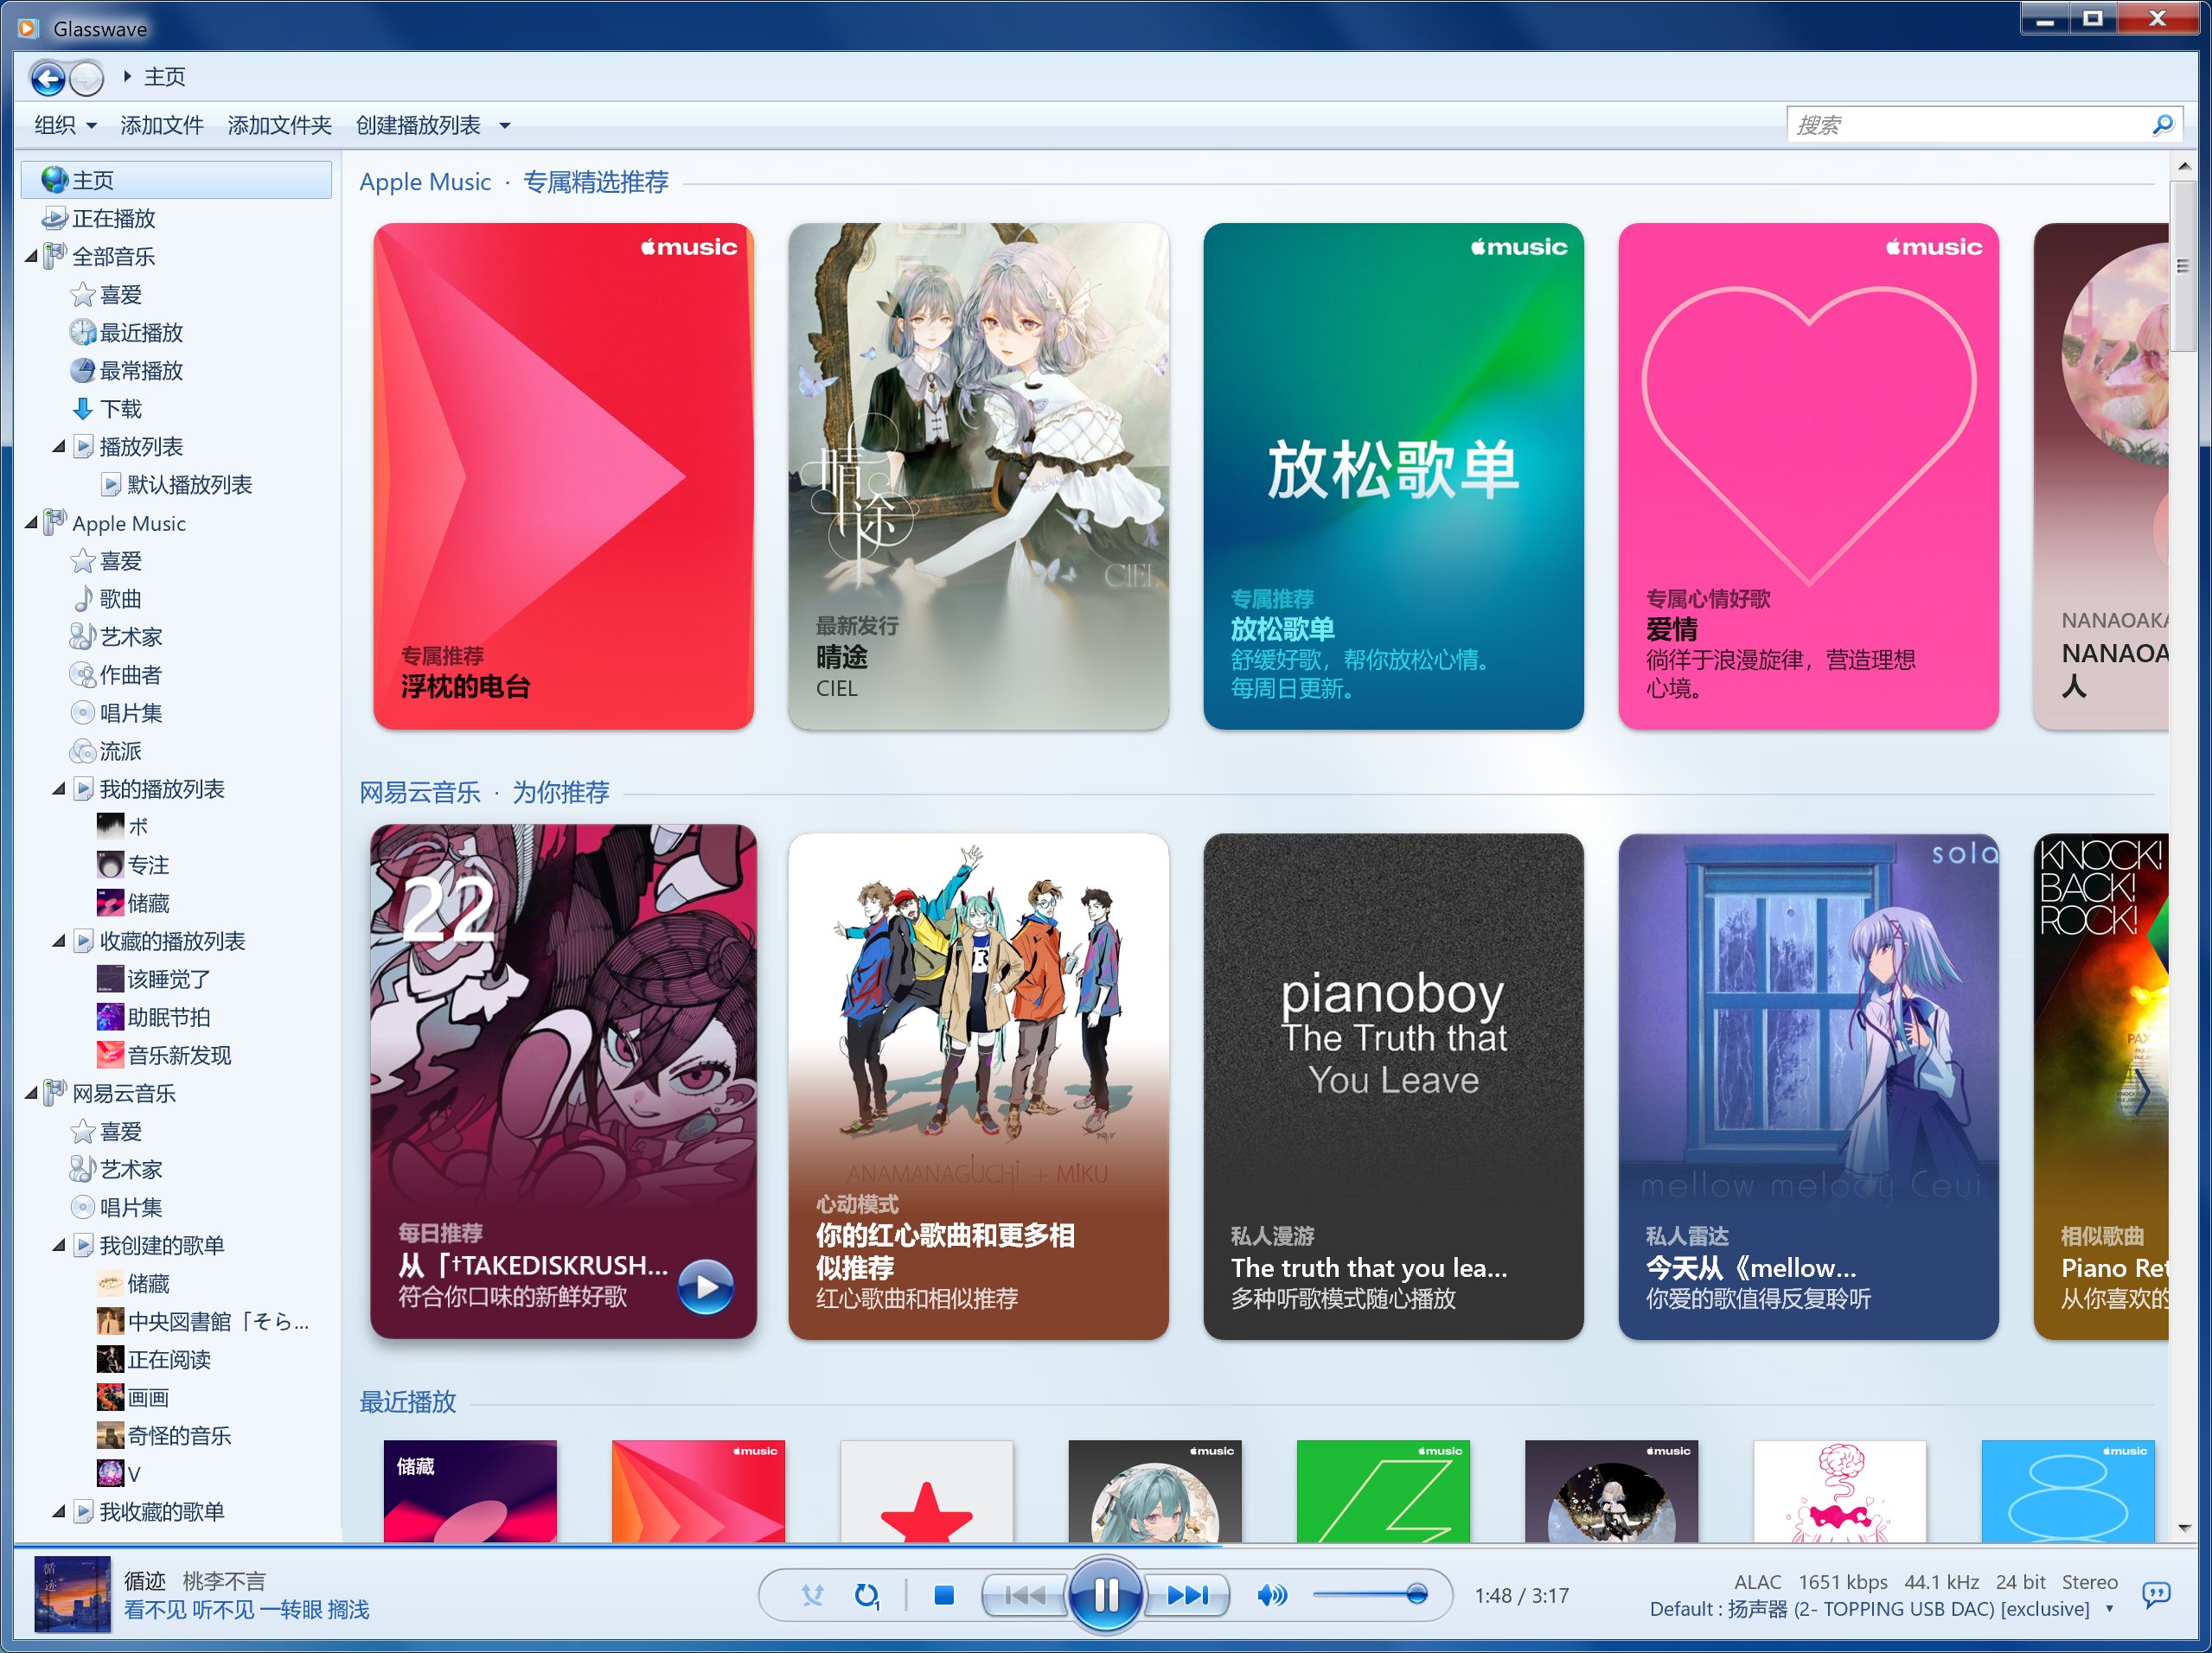 Glasswave
主页
组织
添加文件
添加文件夹
创建播放列表
搜索
主页
正在播放
全部音乐
喜爱
最近播放
最常播放
下载
播放列表
默认播放列表
Apple Music
喜爱
歌曲
艺术家
作曲者
唱片集
流派
我的播放列表
ボ
专注
储藏
收藏的播放列表
该睡觉了
助眠节拍
音乐新发现
网易云音乐
喜爱
艺术家
唱片集
我创建的歌单
储藏
中央図書館「そら...
正在阅读
画画
奇怪的音乐
V
我收藏的歌单
Apple Music · 专属精选推荐
music
专属推荐
浮枕的电台
晴途
CIEL
最新发行
晴途
CIEL
music
放松歌单
专属推荐
放松歌单
舒缓好歌，帮你放松心情。
每周日更新。
music
专属心情好歌
爱情
徜徉于浪漫旋律，营造理想
心境。
NANAOAKA
NANAOA
人
网易云音乐 · 为你推荐
22
每日推荐
从「†TAKEDISKRUSH...
符合你口味的新鲜好歌
ANAMANAGUCHI + MIKU
心动模式
你的红心歌曲和更多相
似推荐
红心歌曲和相似推荐
pianoboy
The Truth that
You Leave
私人漫游
The truth that you lea...
多种听歌模式随心播放
sola
mellow melody Ceui
私人雷达
今天从《mellow...
你爱的歌值得反复聆听
KNOCK!
BACK!
ROCK!
相似歌曲
Piano Ret
从你喜欢的
最近播放
储藏
music
music
music
music
music
循迹
循迹 桃李不言
看不见 听不见 一转眼 搁浅
1
1:48 / 3:17
ALAC 1651 kbps 44.1 kHz 24 bit Stereo
Default : 扬声器 (2- TOPPING USB DAC) [exclusive]